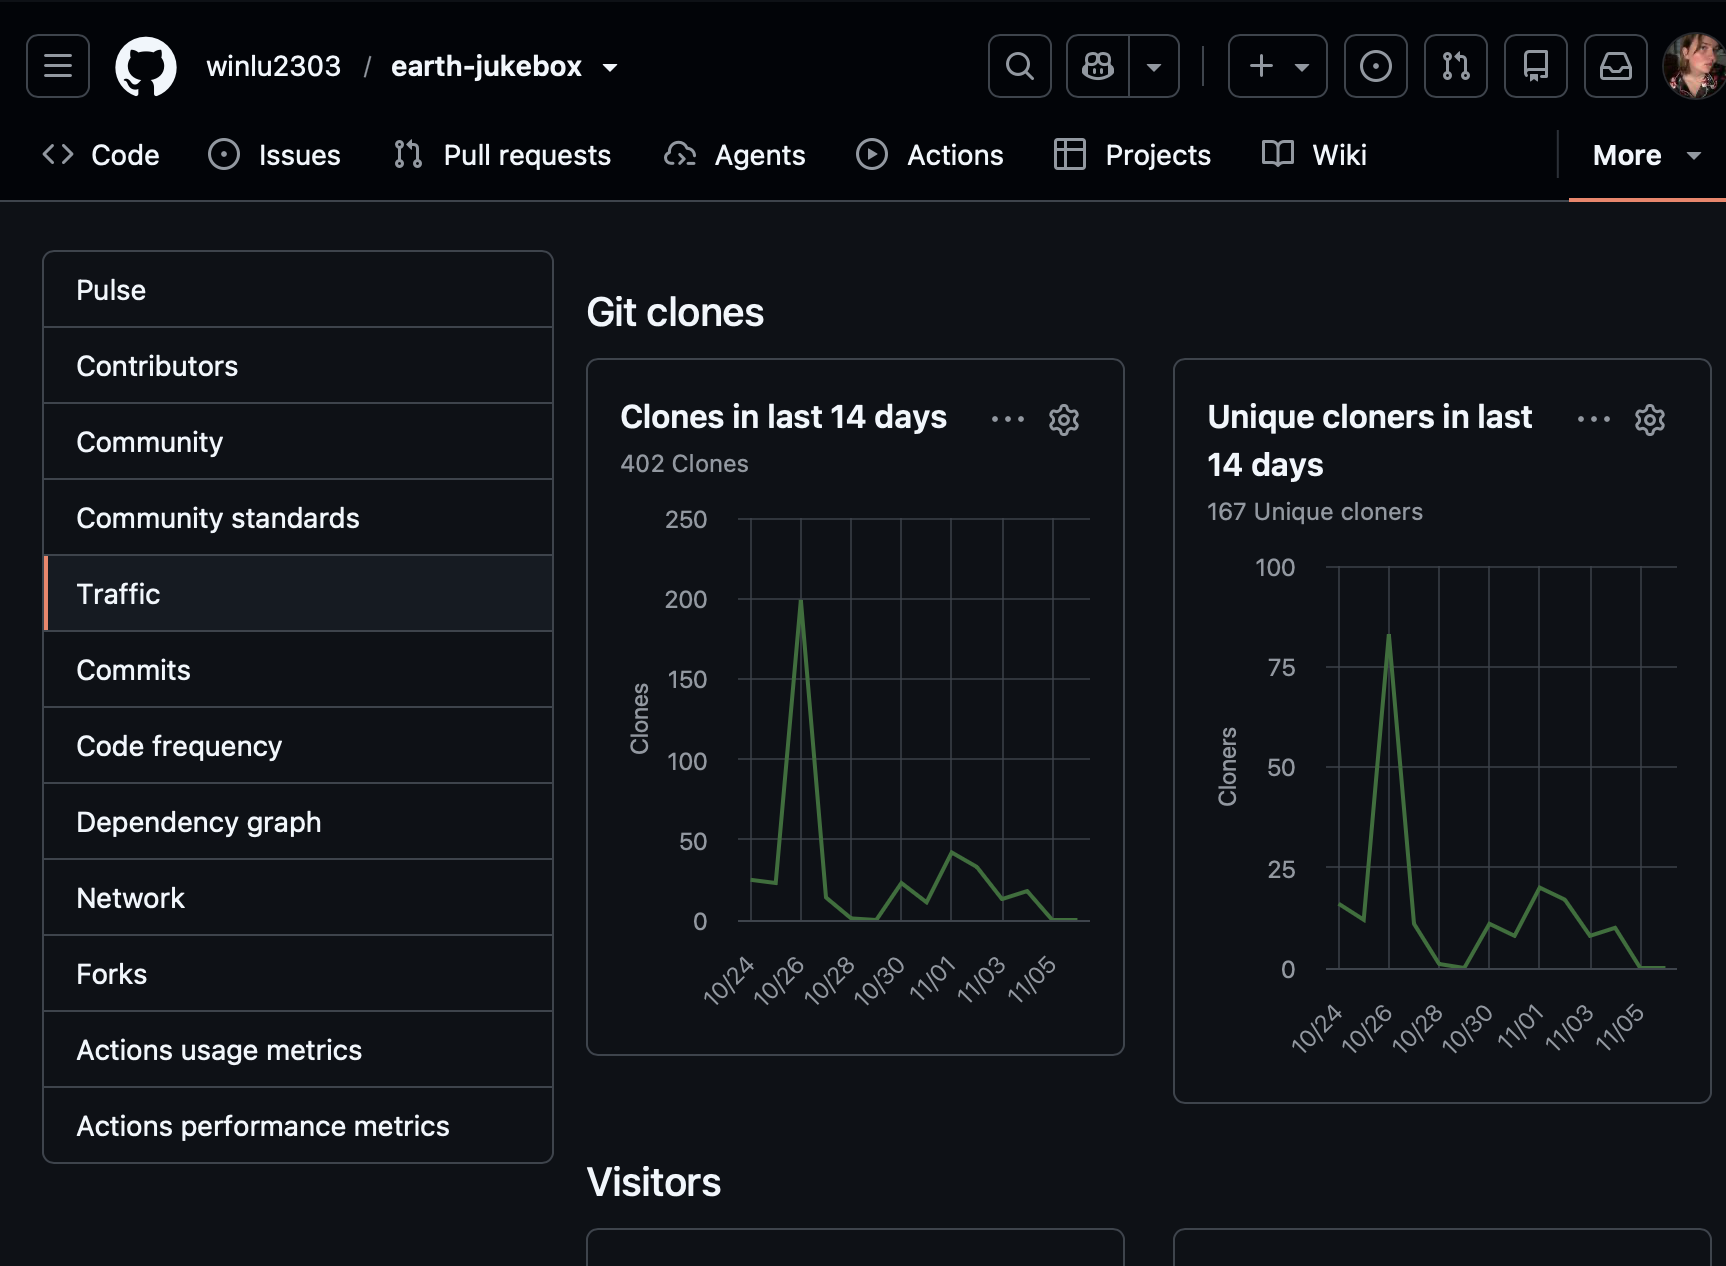 winlu2303 / earth-jukebox
Code Issues Pull requests Agents Actions Projects Wiki More
Pulse
Contributors
Community
Community standards
Traffic
Commits
Code frequency
Dependency graph
Network
Forks
Actions usage metrics
Actions performance metrics
Git clones
Clones in last 14 days
402 Clones
250
200
150
100
50
0
Clones
10/24 10/26 10/28 10/30 11/01 11/03 11/05
Unique cloners in last
14 days
167 Unique cloners
100
75
50
25
0
Cloners
10/24 10/26 10/28 10/30 11/01 11/03 11/05
Visitors